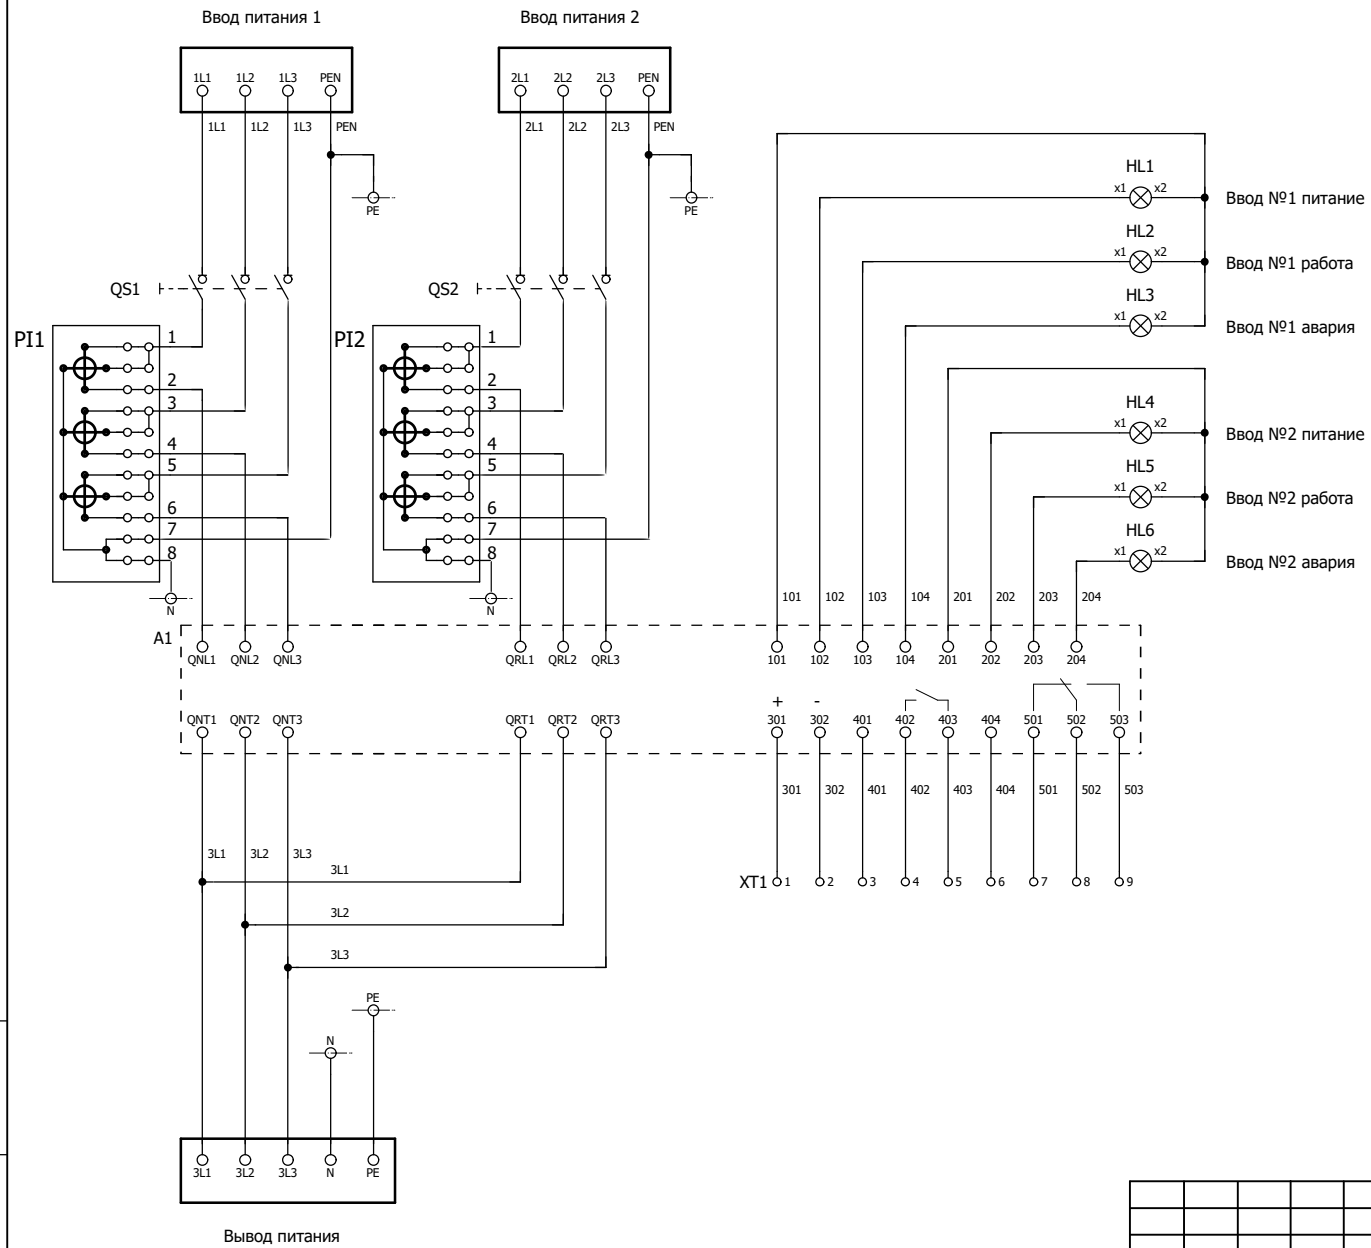 Ввод питания 1 Ввод питания 2
1L1 1L2 1L3 PEN 2L1 2L2 2L3 PEN
1L1 1L2 1L3 PEN 2L1 2L2 2L3 PEN
HL1
x1 x2
PE PE Ввод №1 питание
HL2
x1 x2
Ввод №1 работа
QS1 QS2 HL3
x1 x2
Ввод №1 авария
PI1 1 PI2 1
2 2
3 3 HL4
x1 x2
4 4 Ввод №2 питание
5 5 HL5
x1 x2
6 6 Ввод №2 работа
7 7 HL6
8 8 x1 x2
Ввод №2 авария
101 102 103 104 201 202 203 204
N N
A1
QNL1 QNL2 QNL3 QRL1 QRL2 QRL3 101 102 103 104 201 202 203 204
+ -
QNT1 QNT2 QNT3 QRT1 QRT2 QRT3 301 302 401 402 403 404 501 502 503
301 302 401 402 403 404 501 502 503
3L1 3L2 3L3
3L1
XT1 1 2 3 4 5 6 7 8 9
3L2
3L3
PE
N
3L1 3L2 3L3 N PE
Вывод питания